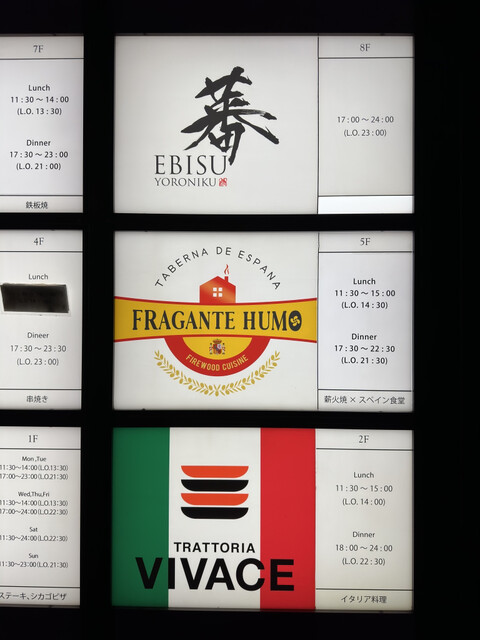 7F
Lunch
11：30 ～ 14：00
(L.O. 13：30)
Dinner
17：30 ～ 23：00
(L.O. 21：00)
鉄板焼
蕃
EBISU
YORONIKU
8F
17：00 ～ 24：00
(L.O. 23：00)
4F
Lunch
Dineer
17：30 ～ 23：30
(L.O. 23：00)
串焼き
TABERNA DE ESPANA
FRAGANTE HUMO
FIREWOOD CUISINE
5F
Lunch
11：30 ～ 15：00
(L.O. 14：30)
Dinner
17：30 ～ 22：30
(L.O. 21：30)
薪火焼 × スペイン食堂
1F
Mon,Tue
11:30～14:00(L.O.13:30)
17:00～23:00(L.O.21:30)
Wed,Thu,Fri
11:30～14:00(L.O.13:30)
17:00～24:00(L.O.22:30)
Sat
11:30～24:00(L.O.22:30)
Sun
11:30～23:00(L.O.21:30)
ステーキ、シカゴピザ
TRATTORIA
VIVACE
2F
Lunch
11：30 ～ 15：00
(L.O. 14：00)
Dinner
18：00 ～ 24：00
(L.O. 22：30)
イタリア料理